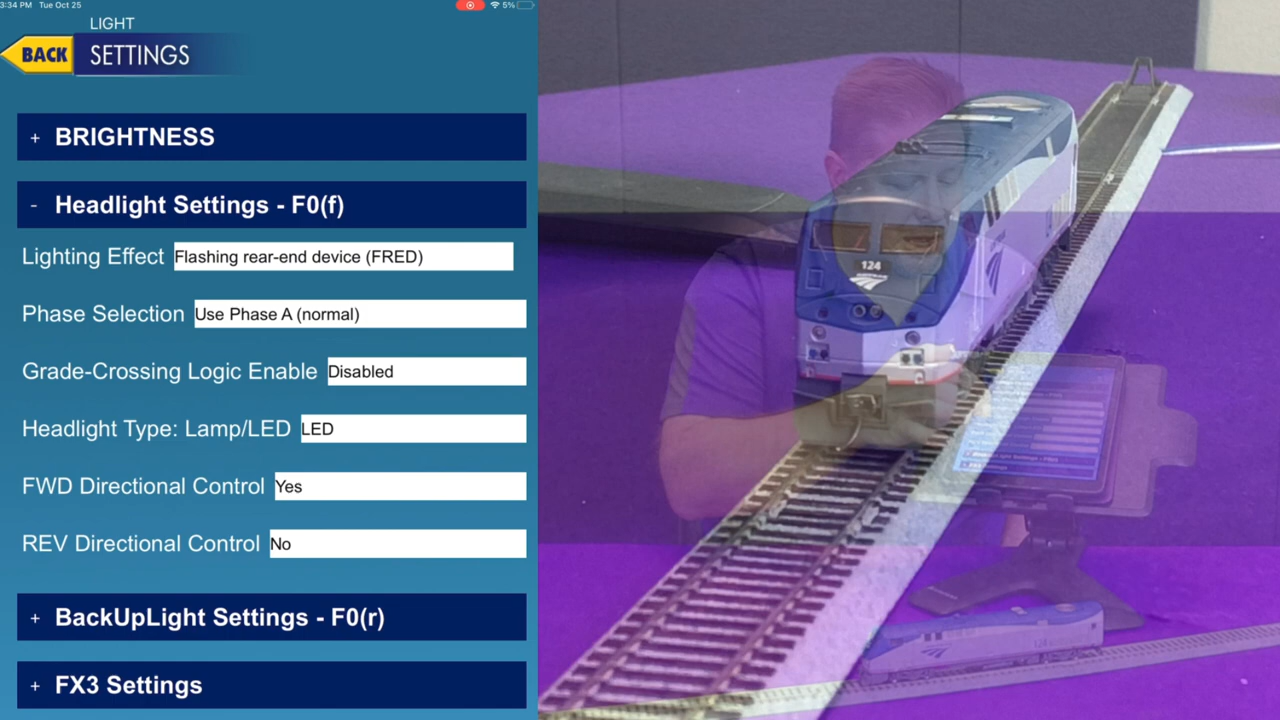 3:34 PM Tue Oct 25
5%
LIGHT
BACK SETTINGS
+ BRIGHTNESS
- Headlight Settings - F0(f)
Lighting Effect Flashing rear-end device (FRED)
Phase Selection Use Phase A (normal)
Grade-Crossing Logic Enable Disabled
Headlight Type: Lamp/LED LED
FWD Directional Control Yes
REV Directional Control No
+ BackUpLight Settings - F0(r)
+ FX3 Settings
124